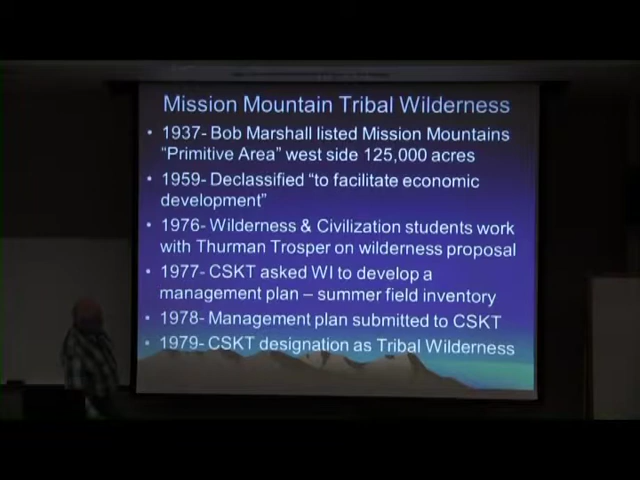 Mission Mountain Tribal Wilderness
• 1937- Bob Marshall listed Mission Mountains
"Primitive Area" west side 125,000 acres
• 1959- Declassified "to facilitate economic
development"
• 1976- Wilderness & Civilization students work
with Thurman Trosper on wilderness proposal
• 1977- CSKT asked WI to develop a
management plan – summer field inventory
• 1978- Management plan submitted to CSKT
• 1979- CSKT designation as Tribal Wilderness